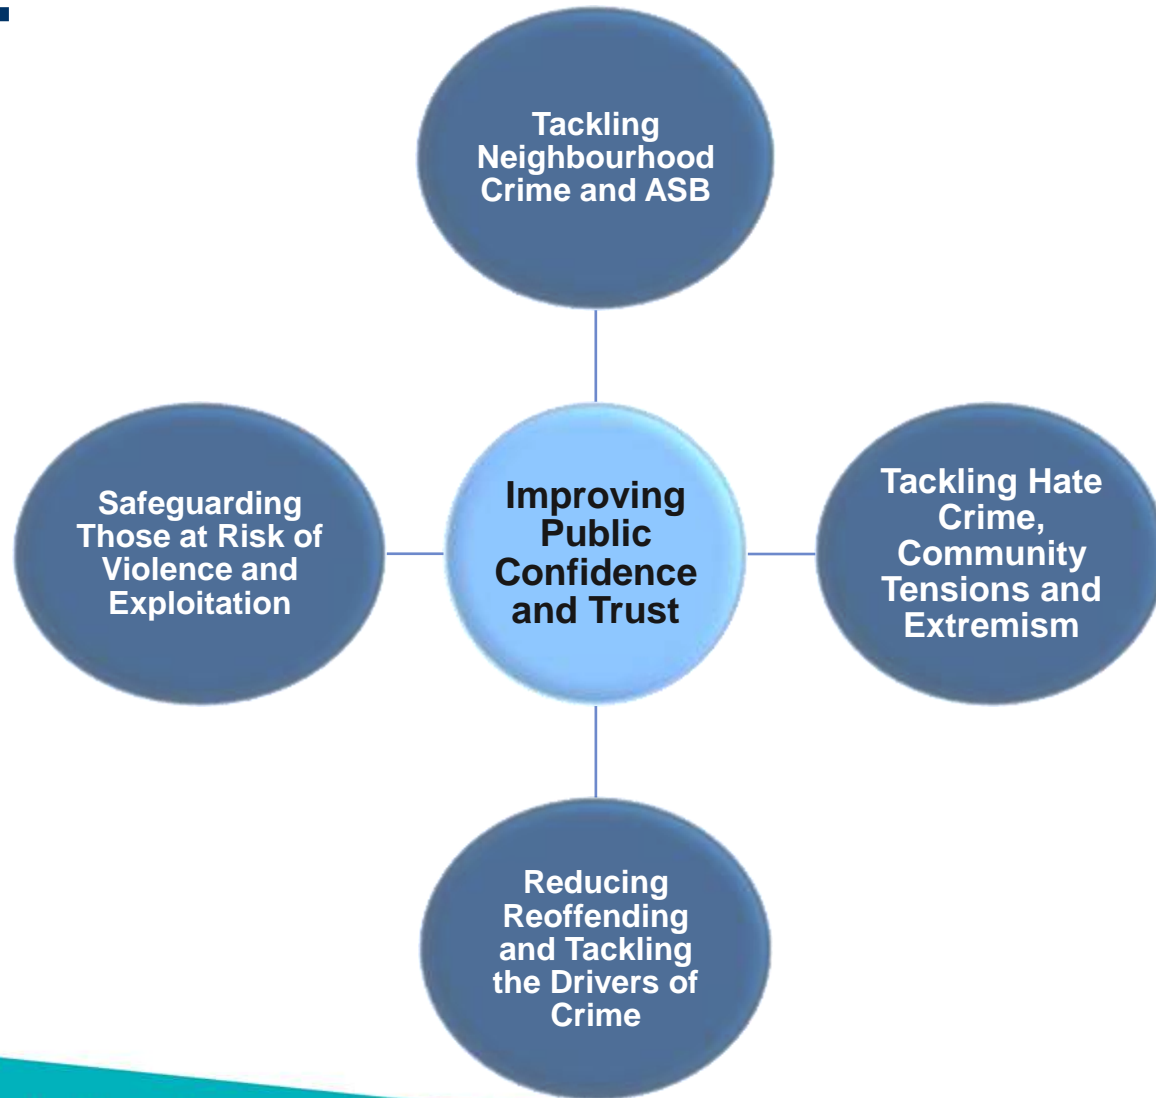 Tackling
Neighbourhood
Crime and ASB
Safeguarding
Those at Risk of
Violence and
Exploitation
Improving
Public
Confidence
and Trust
Tackling Hate
Crime,
Community
Tensions and
Extremism
Reducing
Reoffending
and Tackling
the Drivers of
Crime